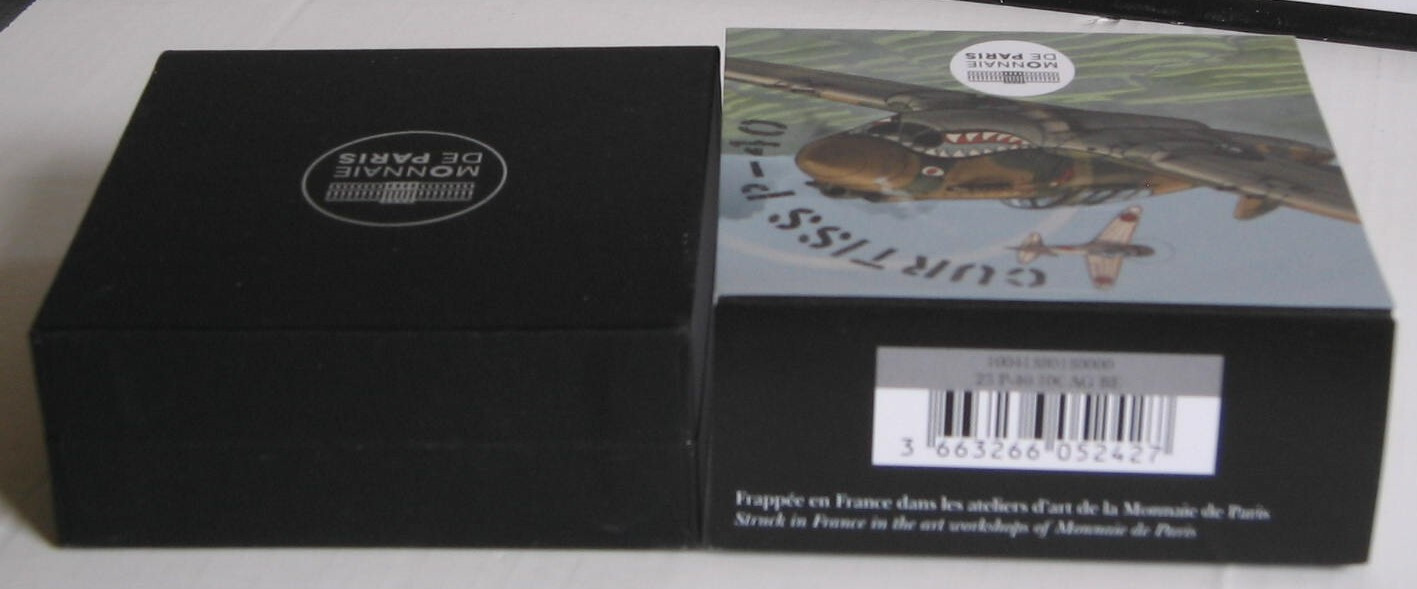 MONNAIE
DE PARIS
MONNAIE
DE PARIS
CURTISS P-40
3 663266 052427
Frappée en France dans les ateliers d'art de la Monnaie de Paris
Struck in France in the art workshops of Monnaie de Paris